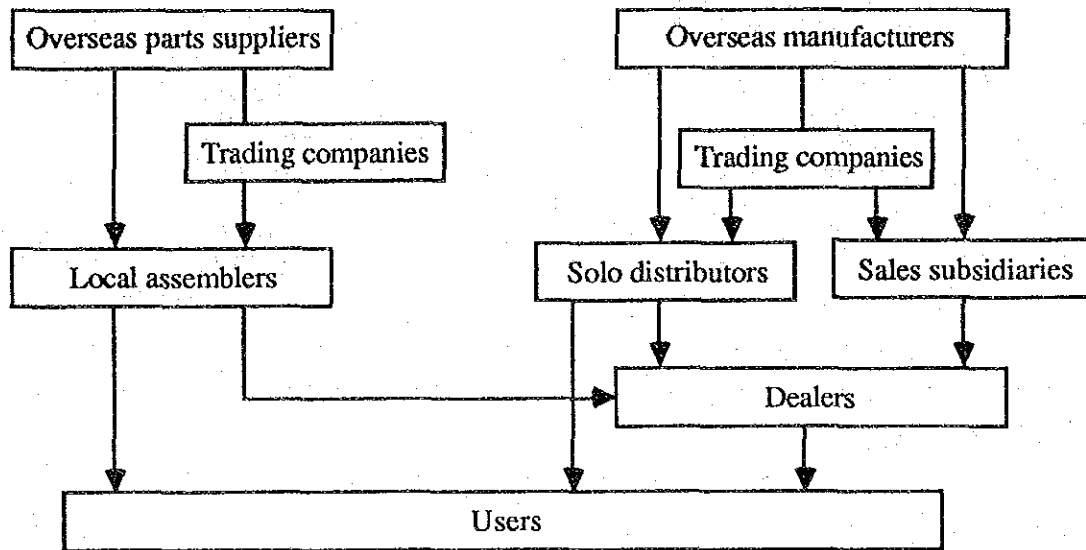 Overseas parts suppliers
Overseas manufacturers
Trading companies
Trading companies
Local assemblers
Solo distributors
Sales subsidiaries
Dealers
Users